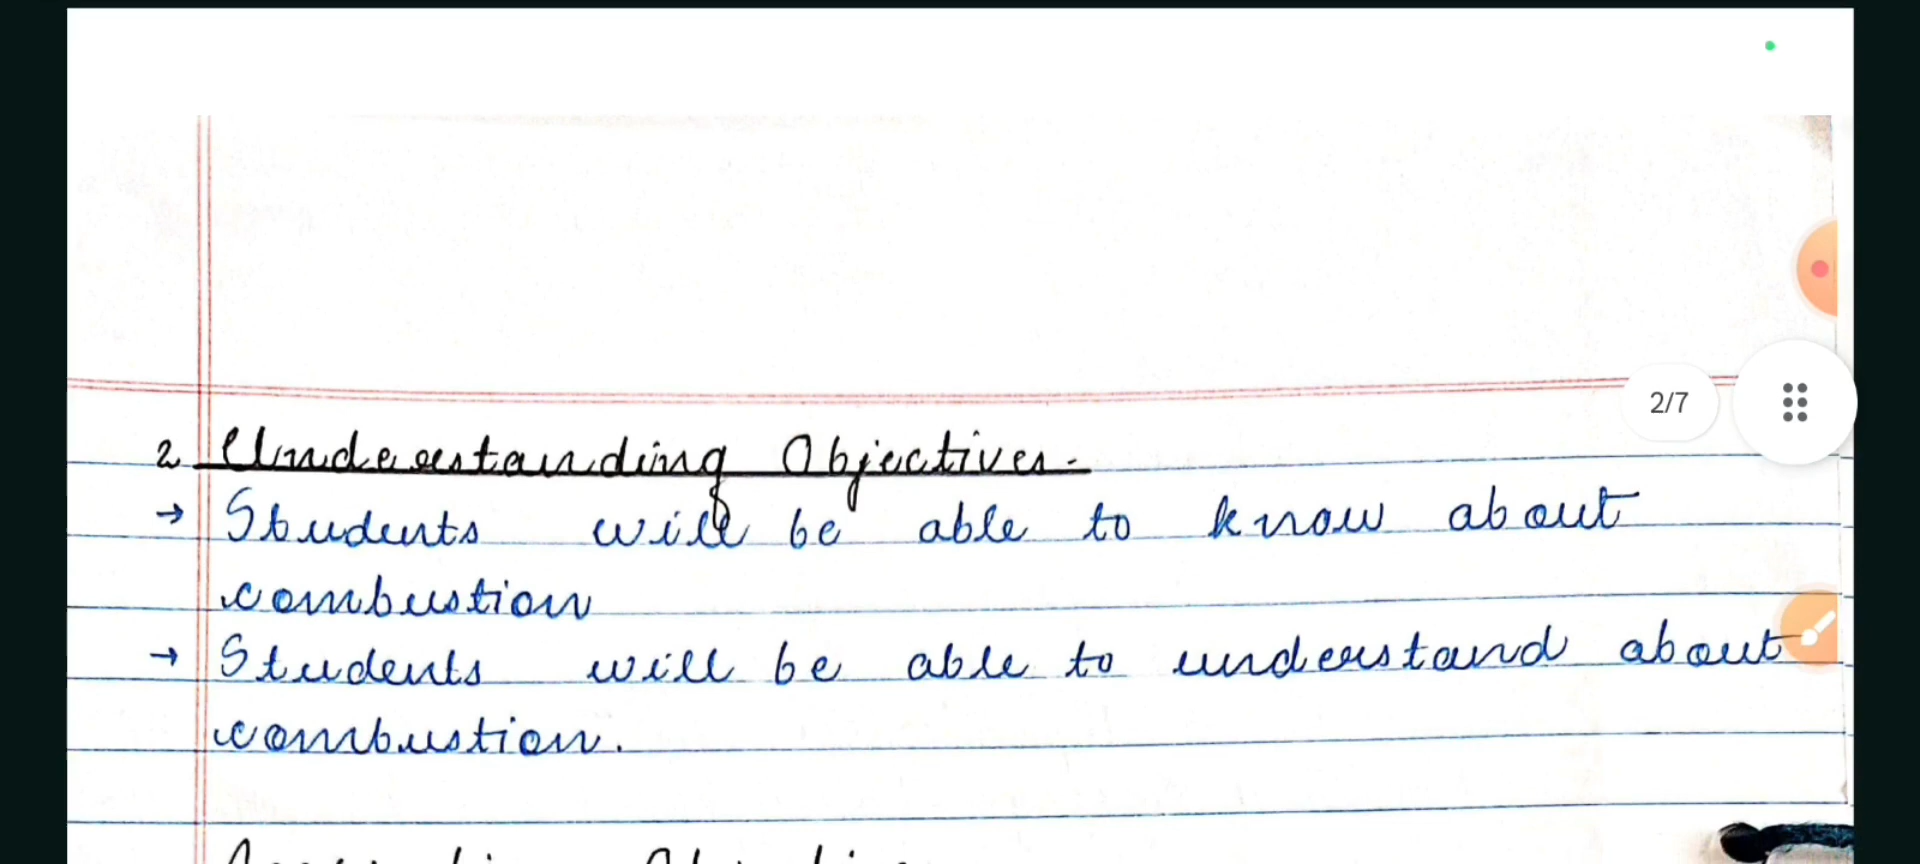 2/7
2 Understanding Objectives-
→ Students will be able to know about
combustion
→ Students will be able to understand about
combustion.